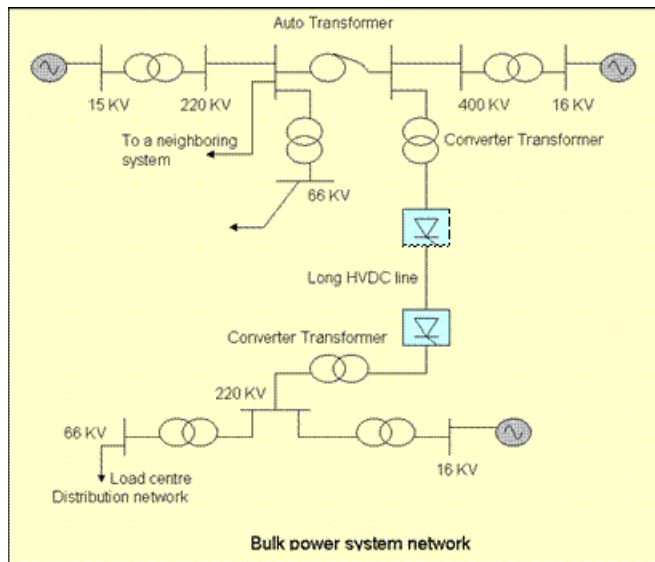 Auto Transformer
15 KV
220 KV
400 KV
16 KV
To a neighboring
system
Converter Transformer
66 KV
Long HVDC line
Converter Transformer
220 KV
66 KV
16 KV
Load centre
Distribution network
Bulk power system network